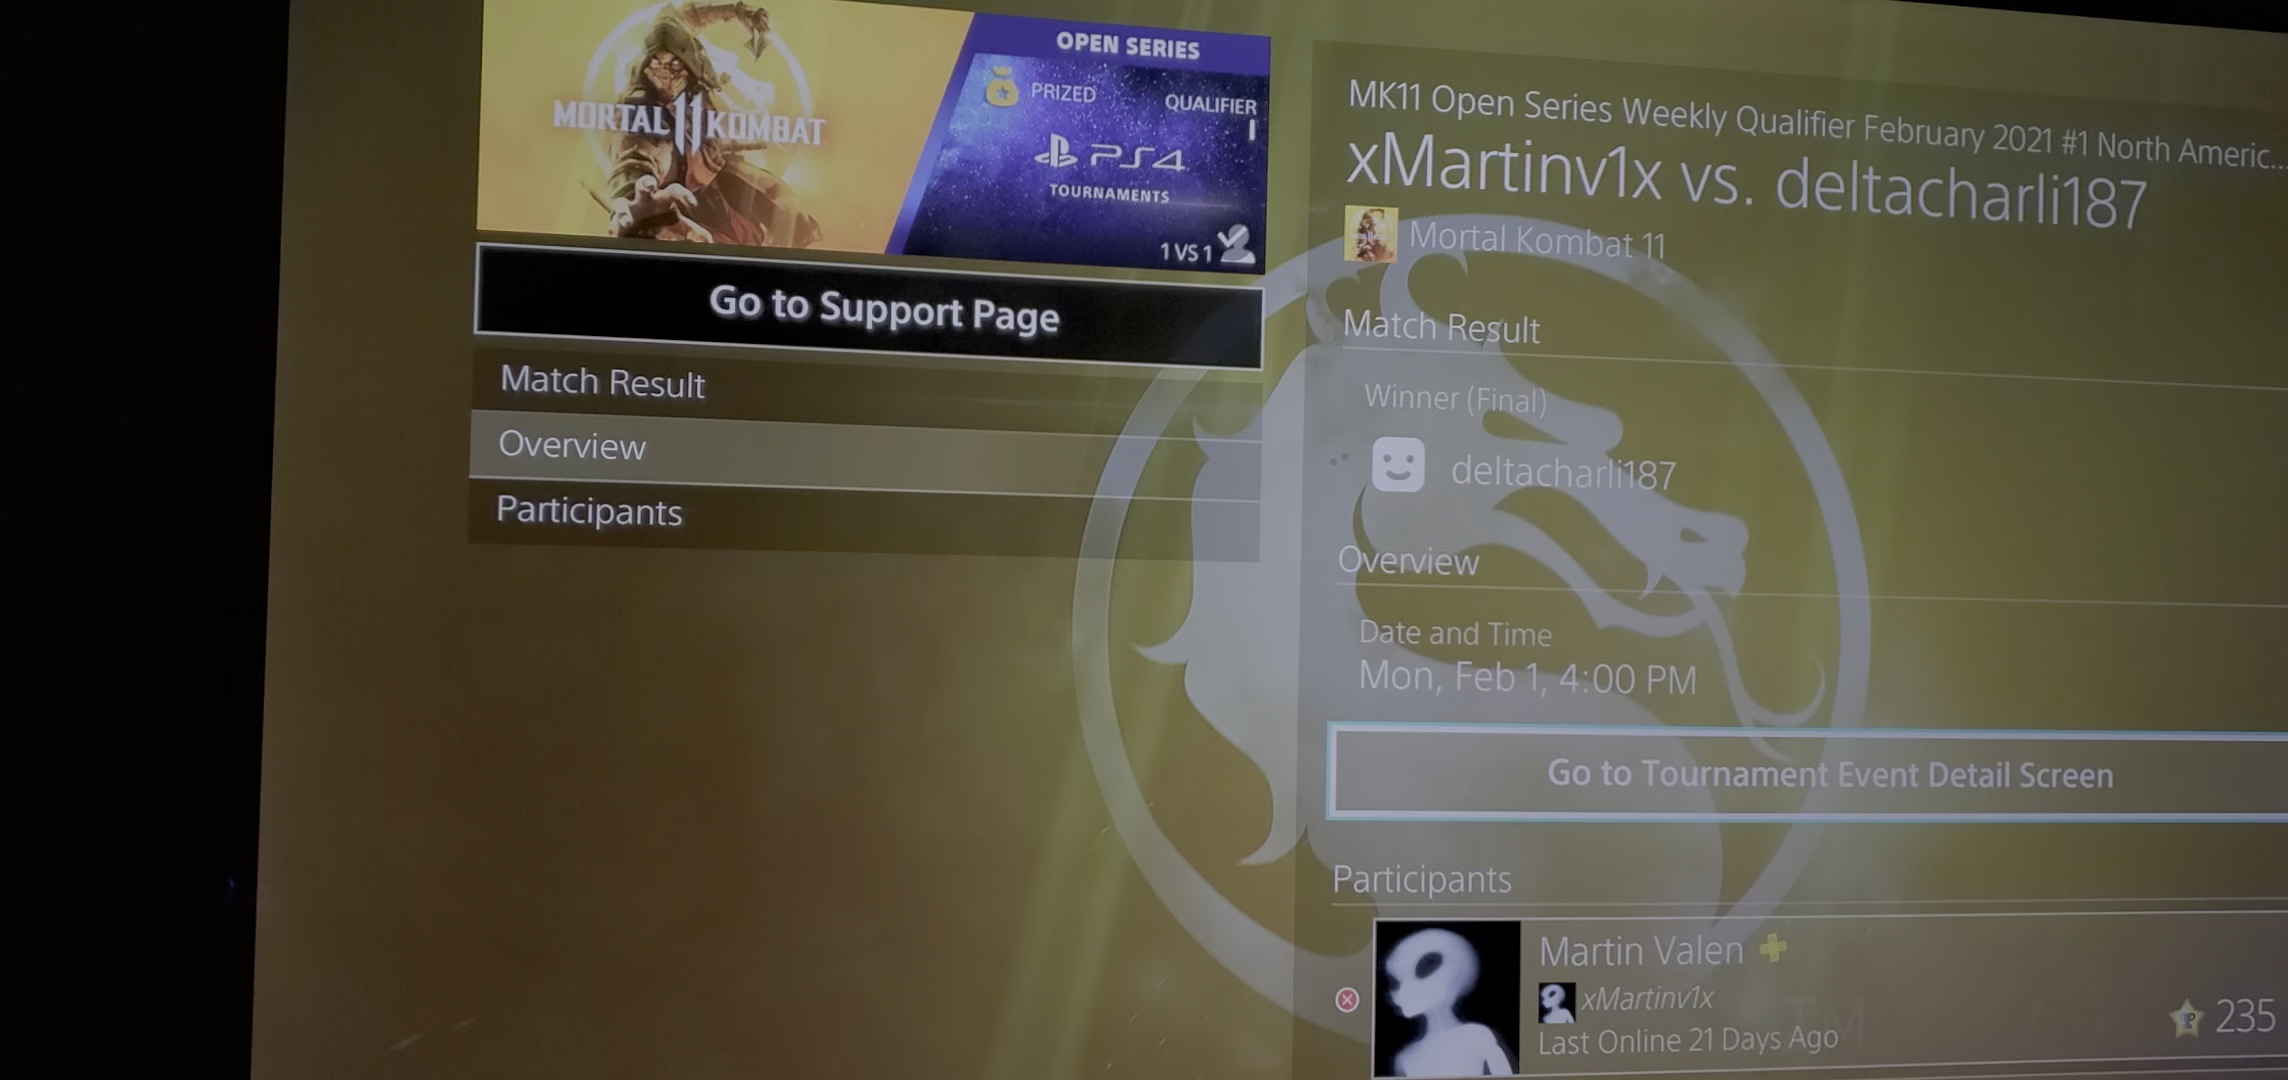 MORTAL 11 KOMBAT
OPEN SERIES
PRIZED
QUALIFIER
PS4
TOURNAMENTS
1 VS 1
Go to Support Page
Match Result
Overview
Participants
MK11 Open Series Weekly Qualifier February 2021 #1 North Americ...
xMartinv1x vs. deltacharli187
Mortal Kombat 11
Match Result
Winner (Final)
deltacharli187
Overview
Date and Time
Mon, Feb 1, 4:00 PM
Go to Tournament Event Detail Screen
Participants
Martin Valen
xMartinv1x
235
Last Online 21 Days Ago